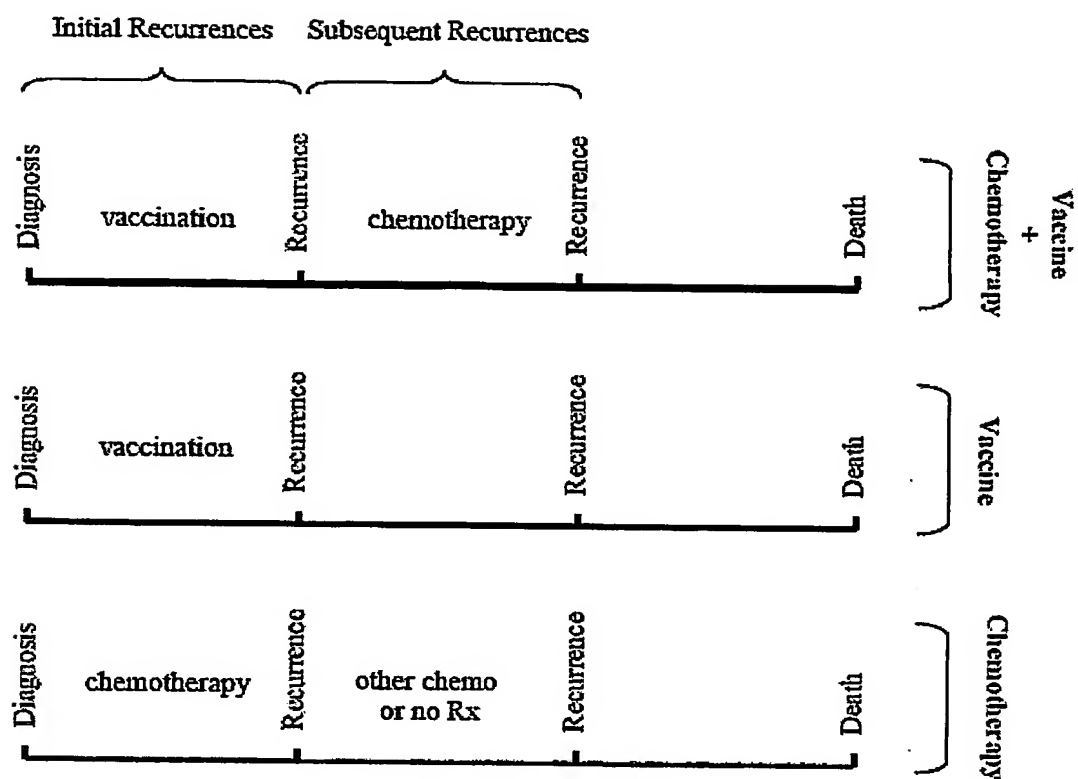 Initial Recurrences
Subsequent Recurrences
Diagnosis
vaccination
Recurrence
chemotherapy
Recurrence
Death
Vaccine
+
Chemotherapy
Diagnosis
vaccination
Recurrence
Recurrence
Death
Vaccine
Diagnosis
chemotherapy
Recurrence
other chemo
or no Rx
Recurrence
Death
Chemotherapy